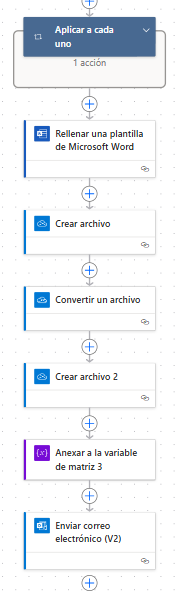 Aplicar a cada
uno
1 acción
Rellenar una plantilla
de Microsoft Word
Crear archivo
Convertir un archivo
Crear archivo 2
{x}
Anexar a la variable
de matriz 3
Enviar correo
electrónico (V2)